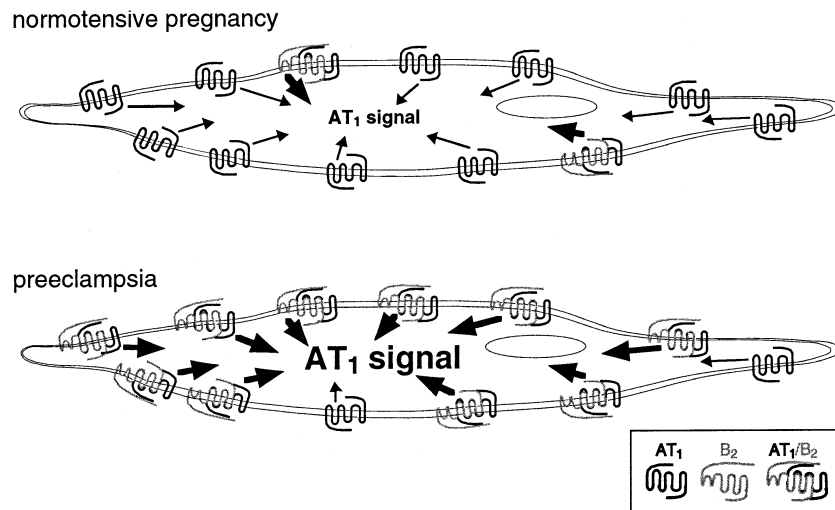 normotensive pregnancy
AT₁ signal
preeclampsia
AT₁ signal
AT₁ B₂ AT₁/B₂